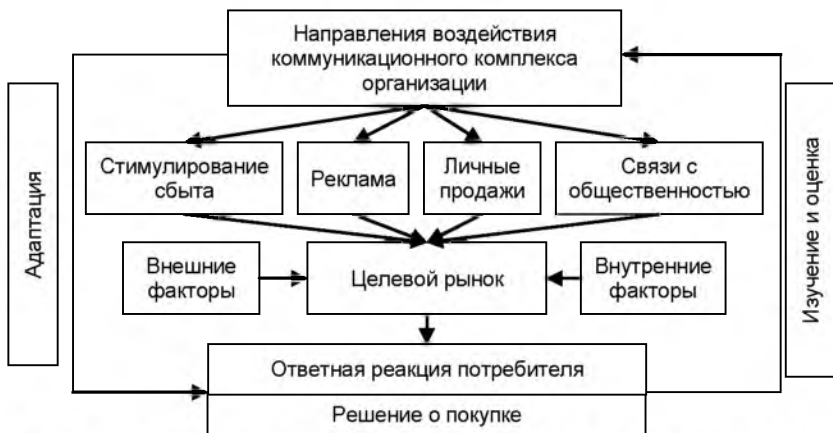 Направления воздействия
коммуникационного комплекса
организации
Адаптация
Изучение и оценка
Стимулирование
сбыта
Реклама
Личные
продажи
Связи с
общественностью
Внешние
факторы
Целевой рынок
Внутренние
факторы
Ответная реакция потребителя
Решение о покупке